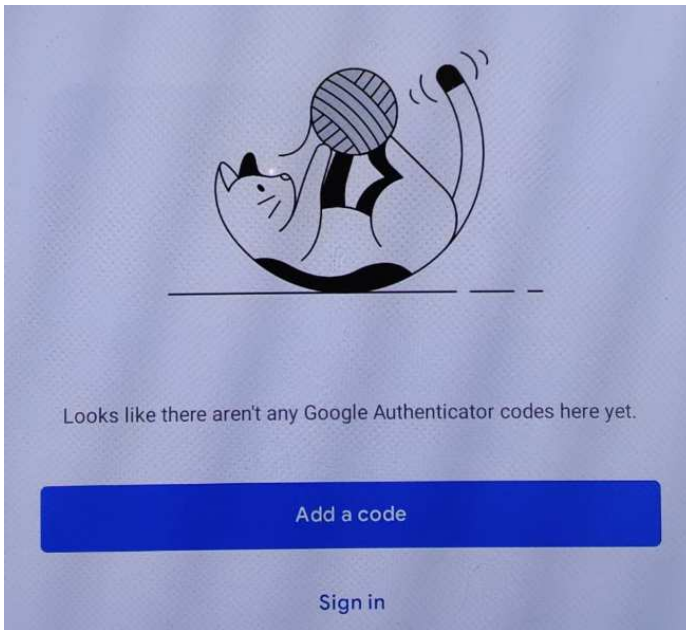 Looks like there aren't any Google Authenticator codes here yet.
Add a code
Sign in